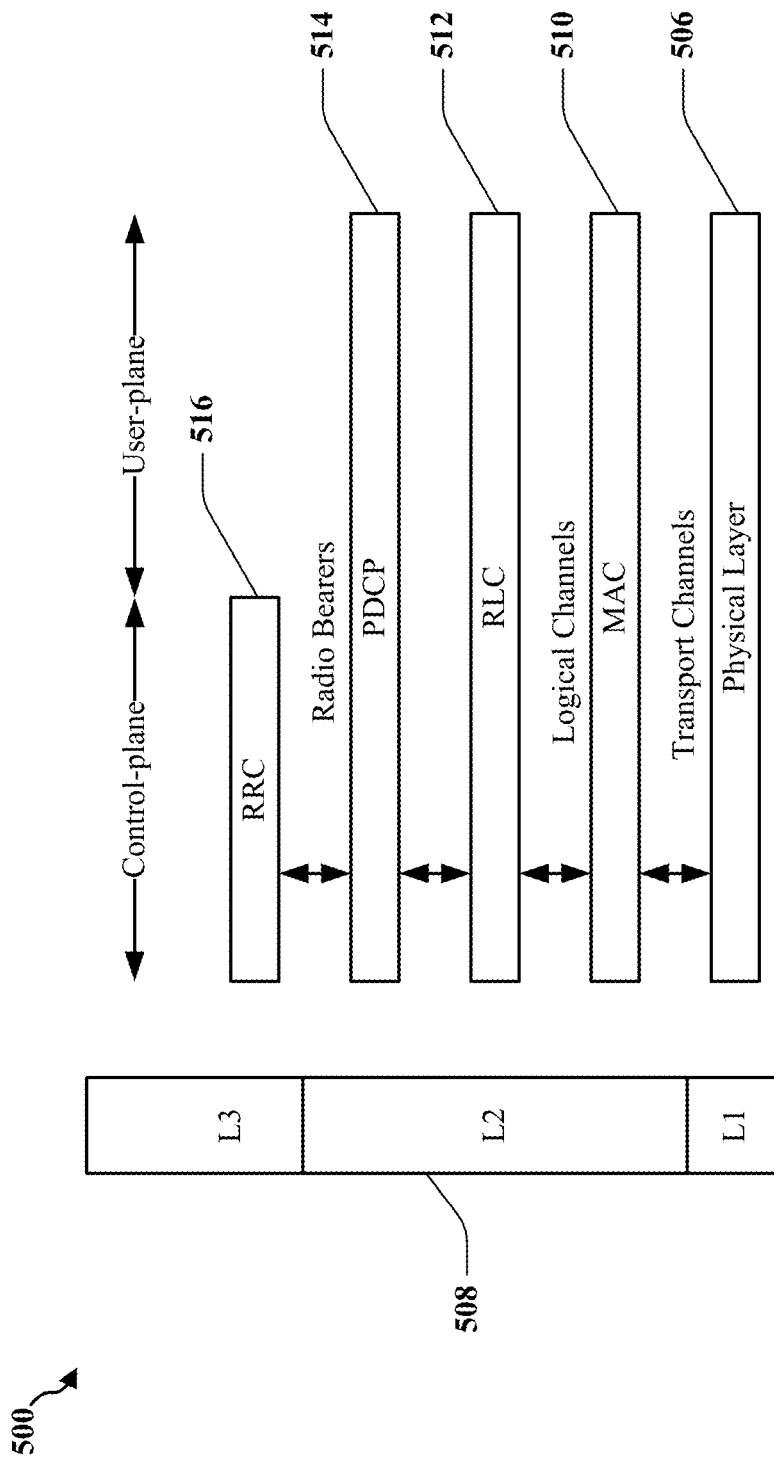 500
Control-plane
User-plane
516
RRC
L3
Radio Bearers
514
PDCP
508
L2
512
RLC
Logical Channels
510
MAC
Transport Channels
506
Physical Layer
L1